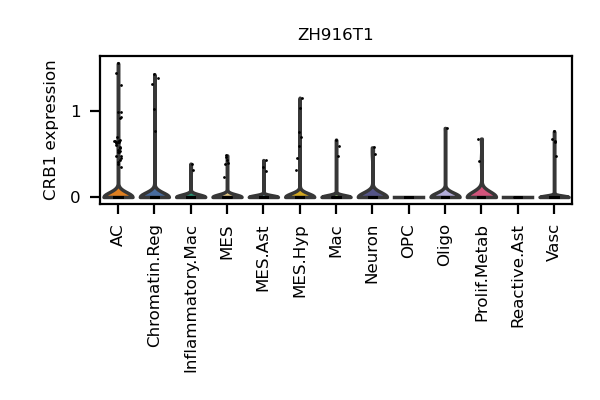 ZH916T1
CRB1 expression
1
0
AC
Chromatin.Reg
Inflammatory.Mac
MES
MES.Ast
MES.Hyp
Mac
Neuron
OPC
Oligo
Prolif.Metab
Reactive.Ast
Vasc